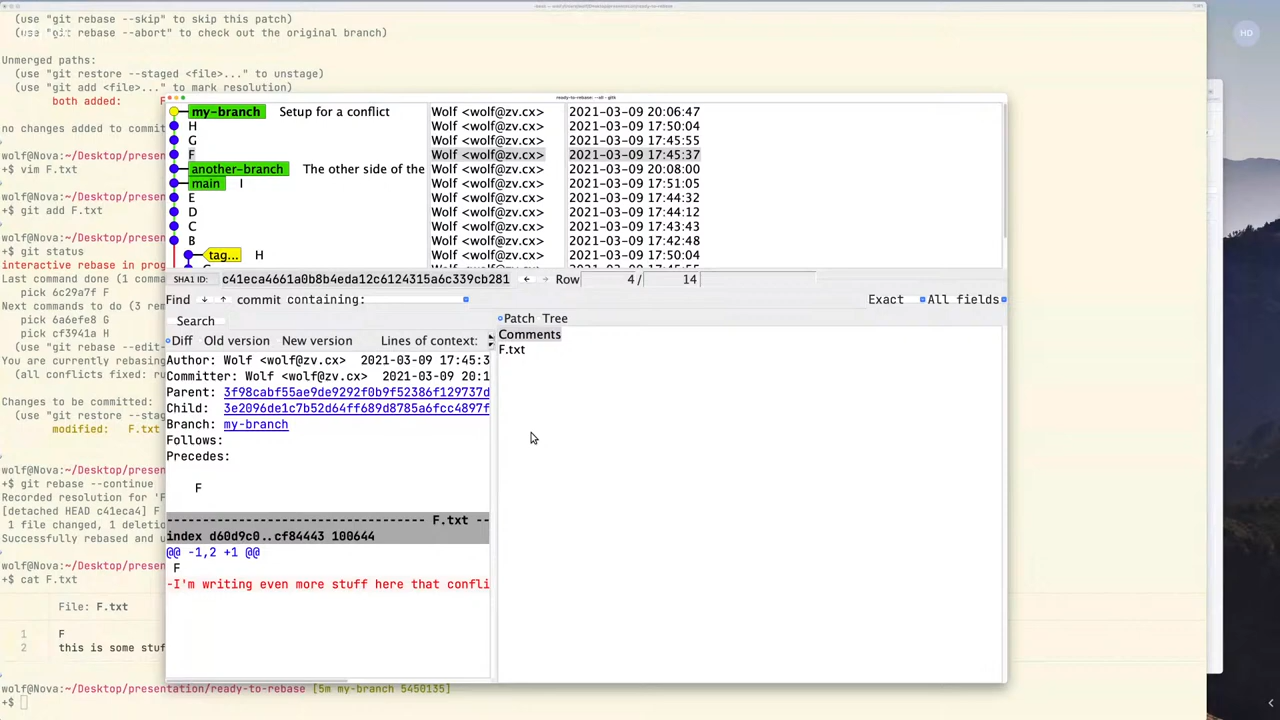 (use "git rebase --skip" to skip this patch)
(use "git rebase --abort" to check out the original branch)
Unmerged paths:
(use "git restore --staged <file>..." to unstage)
(use "git add <file>..." to mark resolution)
both added: F
no changes added to commit
wolf@Nova:~/Desktop/presen
+$ vim F.txt
wolf@Nova:~/Desktop/presen
+$ git add F.txt
wolf@Nova:~/Desktop/presen
+$ git status
interactive rebase in prog
Last command done (1 comma
pick 6c29a7f F
Next commands to do (3 rem
pick 6a6efe8 G
pick cf3941a H
(use "git rebase --edit-
You are currently rebasing
(all conflicts fixed: ru
Changes to be committed:
(use "git restore --stag
modified: F.txt
wolf@Nova:~/Desktop/presen
+$ git rebase --continue
Recorded resolution for 'F
[detached HEAD c41eca4] F
1 file changed, 1 deletio
Successfully rebased and u
wolf@Nova:~/Desktop/presen
+$ cat F.txt
File: F.txt
1 F
2 this is some stuf
wolf@Nova:~/Desktop/presentation/ready-to-rebase [5m my-branch 5450135]
+$
HD
ready-to-rebase: --all - gitk
my-branch Setup for a conflict Wolf <wolf@zv.cx> 2021-03-09 20:06:47
H Wolf <wolf@zv.cx> 2021-03-09 17:50:04
G Wolf <wolf@zv.cx> 2021-03-09 17:45:55
F Wolf <wolf@zv.cx> 2021-03-09 17:45:37
another-branch The other side of the Wolf <wolf@zv.cx> 2021-03-09 20:08:00
main I Wolf <wolf@zv.cx> 2021-03-09 17:51:05
E Wolf <wolf@zv.cx> 2021-03-09 17:44:32
D Wolf <wolf@zv.cx> 2021-03-09 17:44:12
C Wolf <wolf@zv.cx> 2021-03-09 17:43:43
B Wolf <wolf@zv.cx> 2021-03-09 17:42:48
tag... H Wolf <wolf@zv.cx> 2021-03-09 17:50:04
SHA1 ID: c41eca4661a0b8b4eda12c6124315a6c339cb281 ← → Row 4 / 14
Find ↓ ↑ commit containing: Exact All fields
Search
Diff Old version New version Lines of context:
Author: Wolf <wolf@zv.cx> 2021-03-09 17:45:3
Committer: Wolf <wolf@zv.cx> 2021-03-09 20:1
Parent: 3f98cabf55ae9de9292f0b9f52386f129737d
Child: 3e2096de1c7b52d64ff689d8785a6fcc4897f
Branch: my-branch
Follows:
Precedes:
F
---------------------------------- F.txt --
index d60d9c0..cf84443 100644
@@ -1,2 +1 @@
F
-I'm writing even more stuff here that confli
Patch Tree
Comments
F.txt